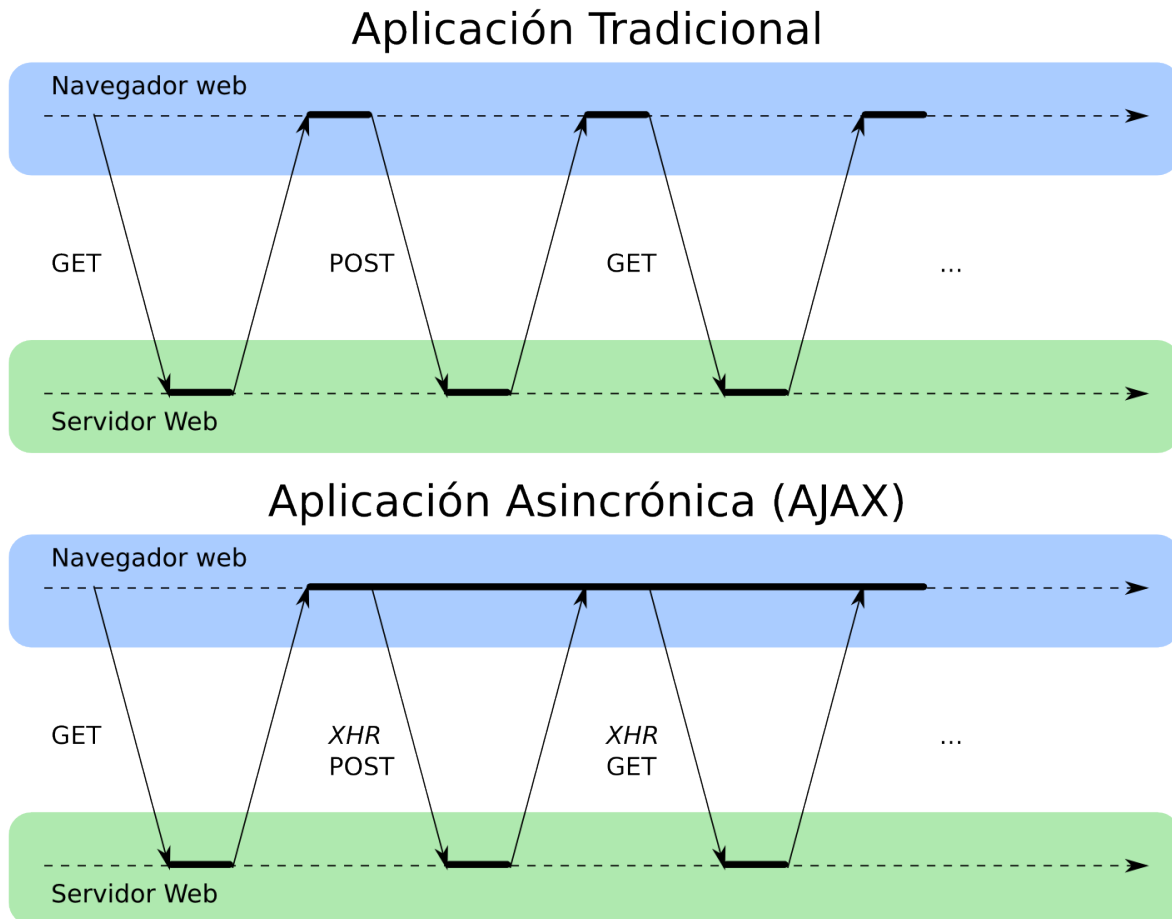 Aplicación Tradicional
Navegador web
GET
POST
GET
...
Servidor Web
Aplicación Asincrónica (AJAX)
Navegador web
GET
XHR
POST
XHR
GET
...
Servidor Web